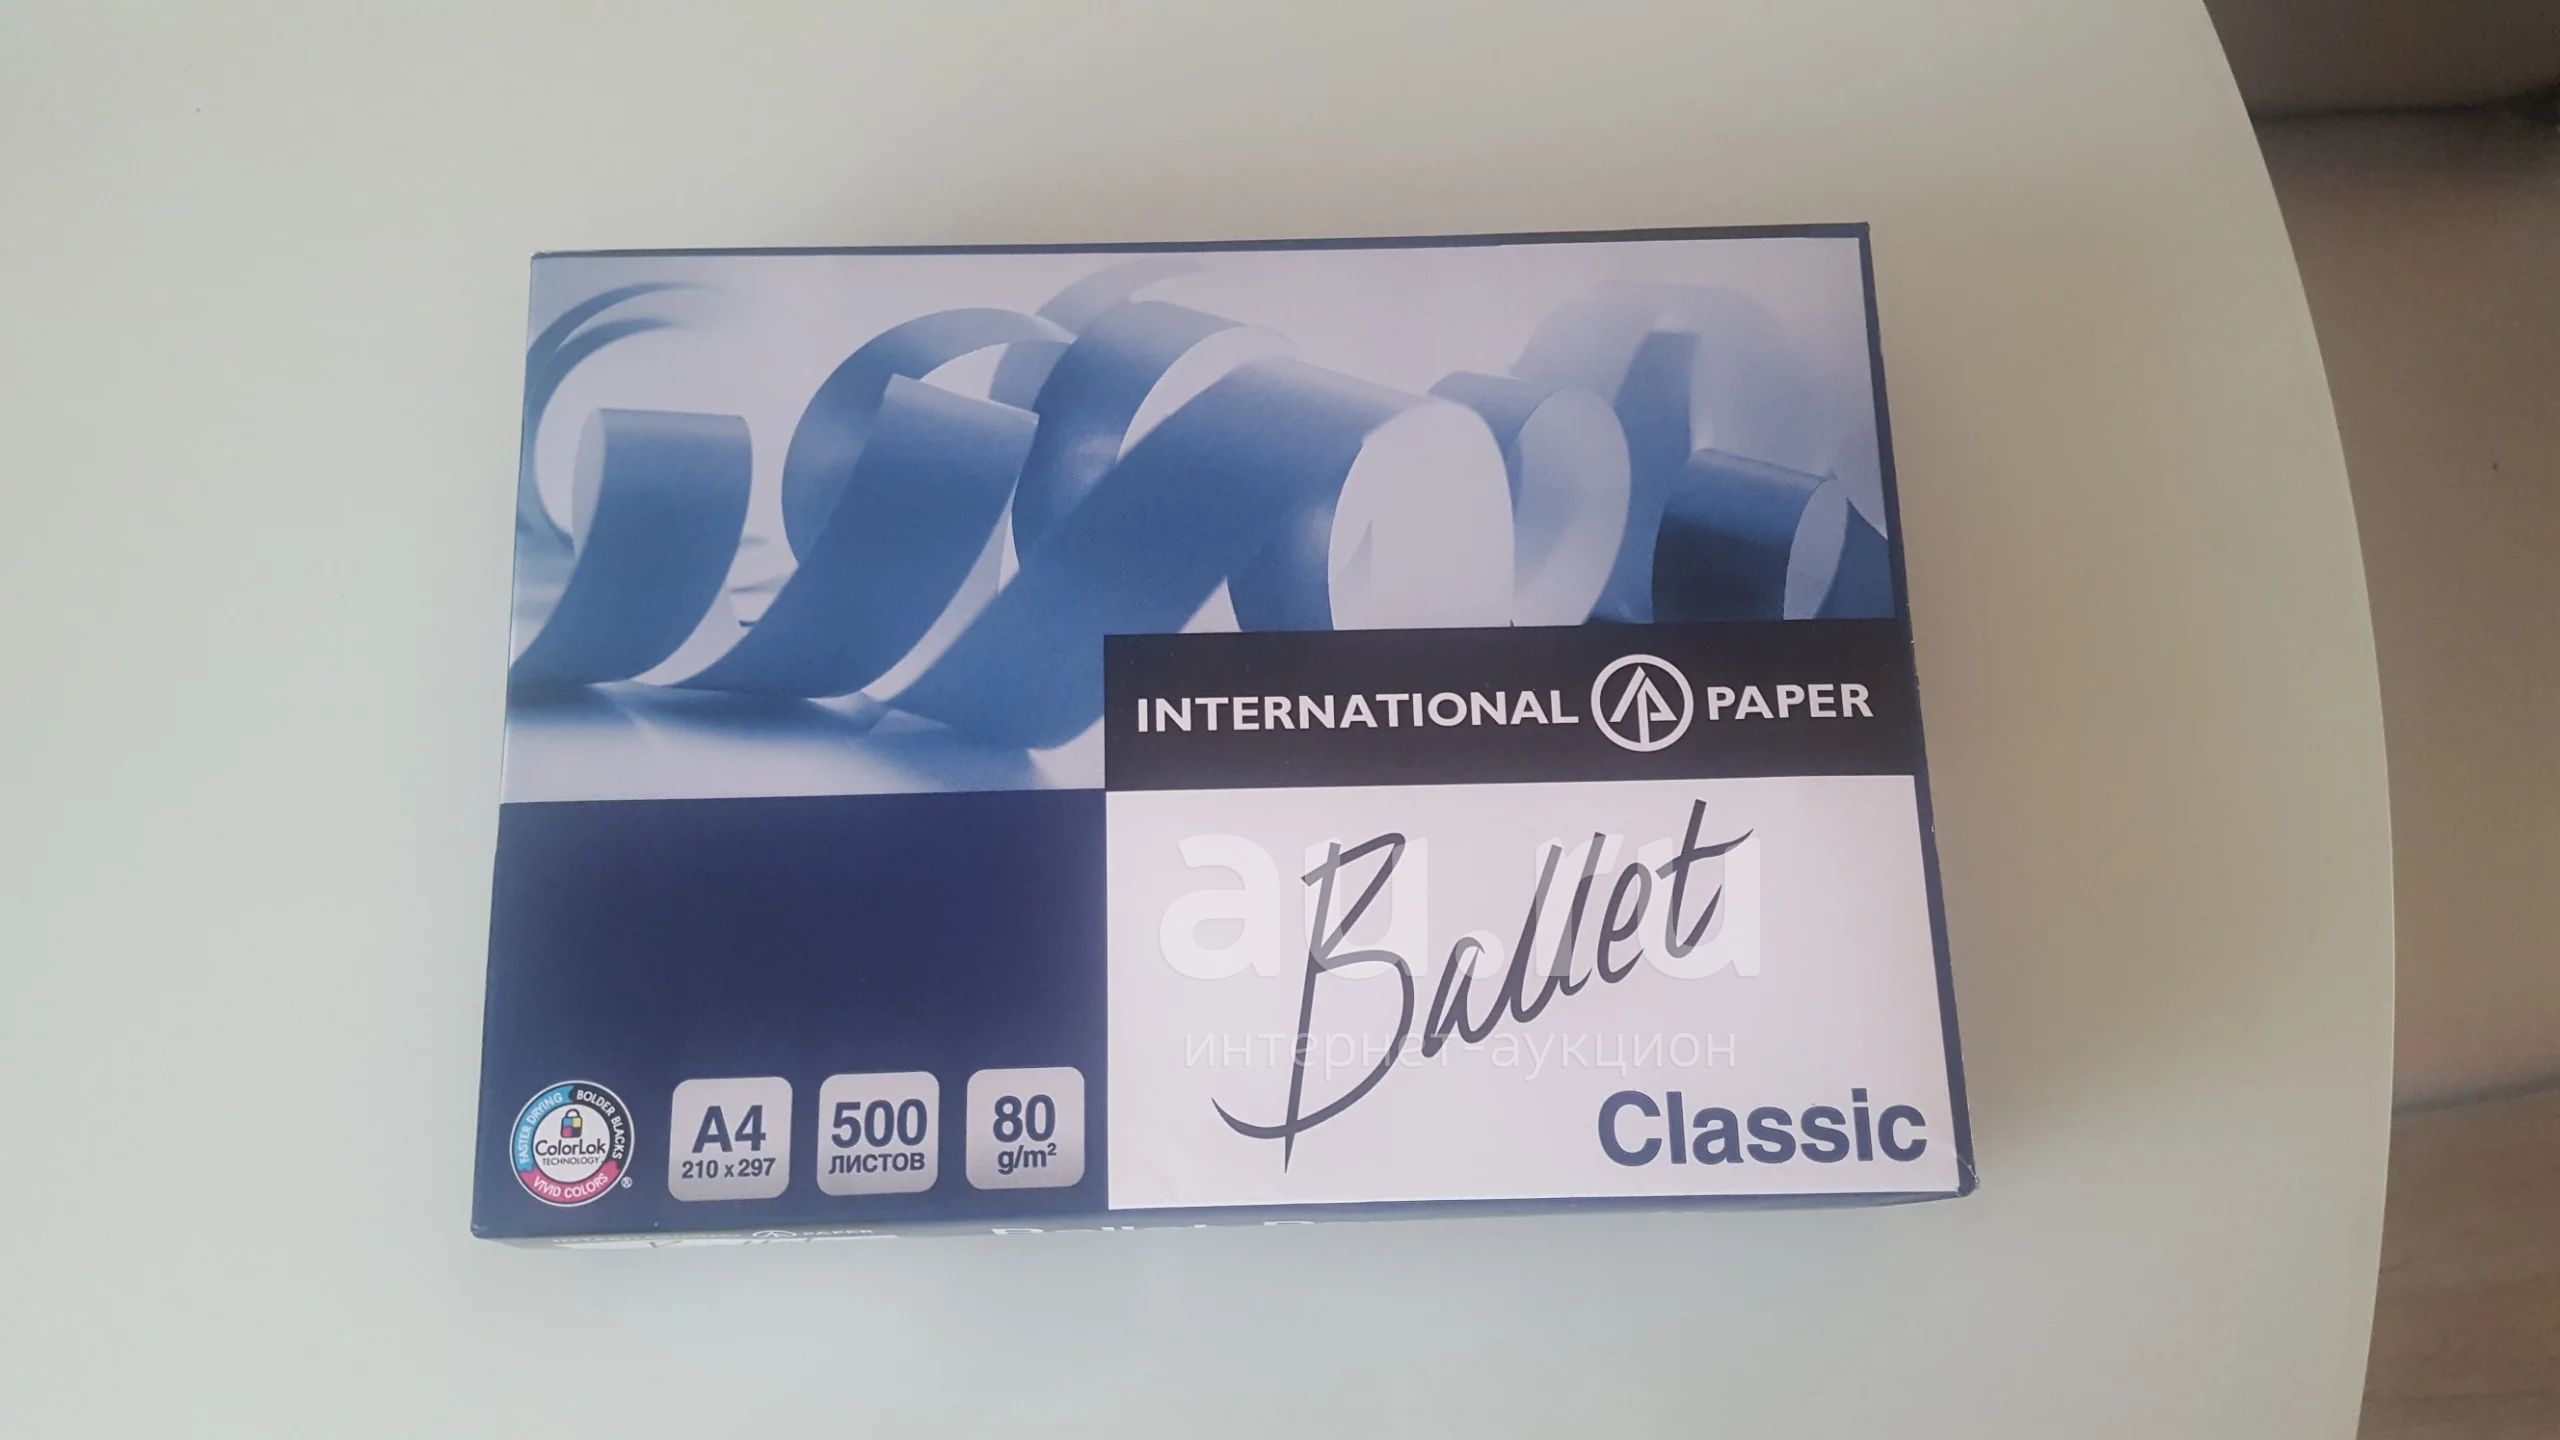 INTERNATIONAL PAPER
Ballet
au.ru
интернет-аукцион
Classic
FASTER DRYING
BOLDER BLACKS
ColorLok
TECHNOLOGY
VIVID COLORS
®
A4
210 x 297
500
ЛИСТОВ
80
g/m²
PAPER